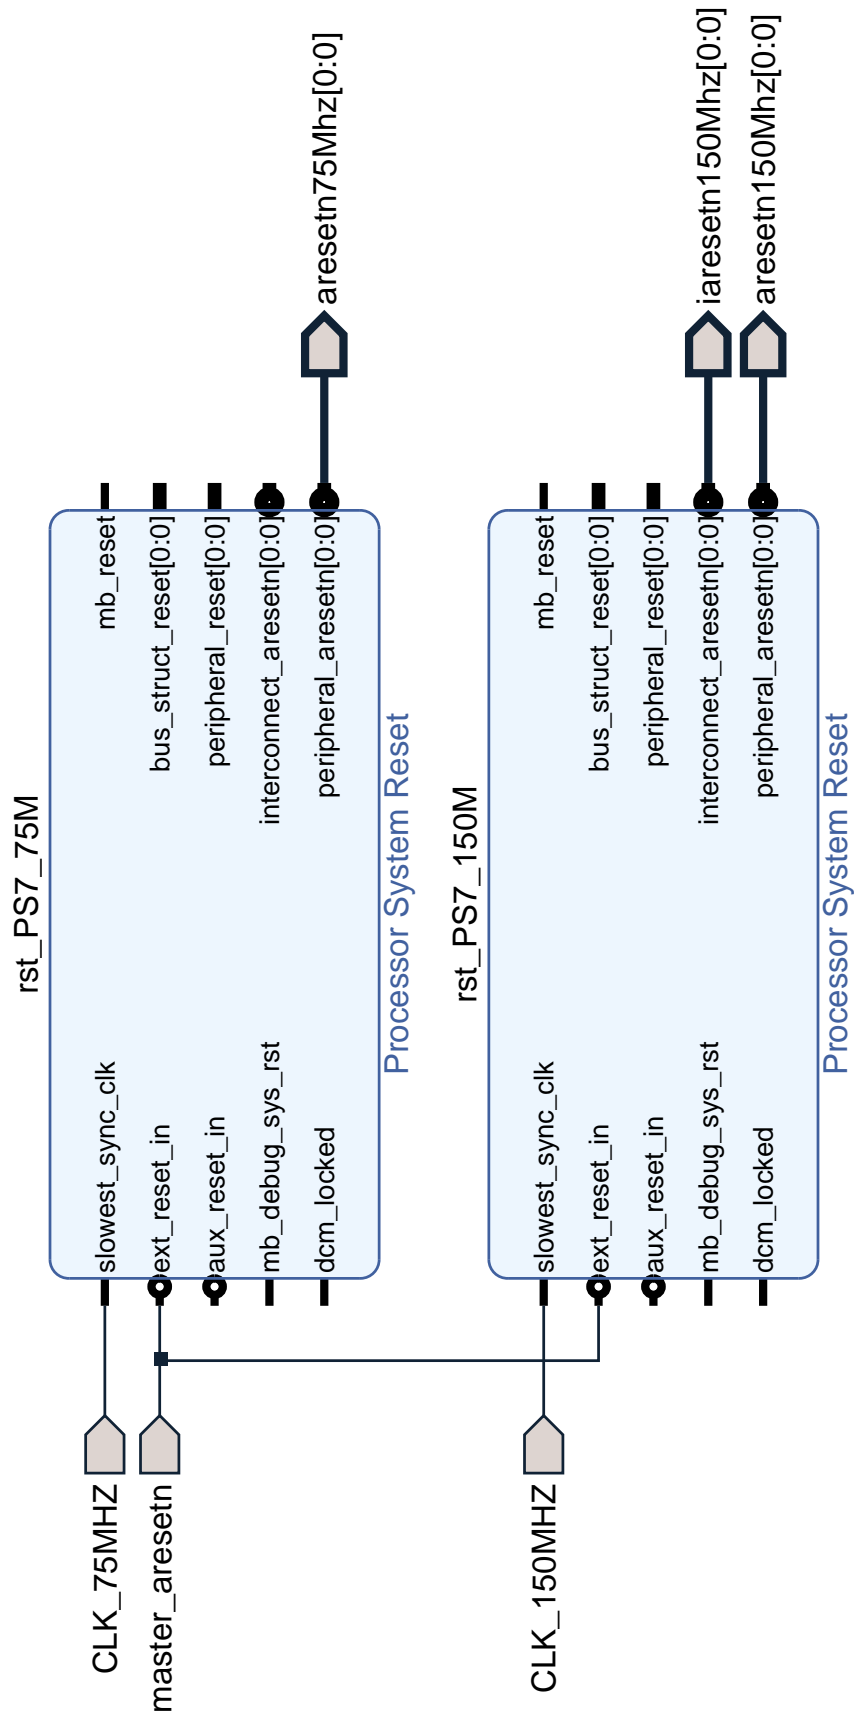 rst_PS7_75M
CLK_75MHZ
master_aresetn
slowest_sync_clk
ext_reset_in
aux_reset_in
mb_debug_sys_rst
dcm_locked
mb_reset
bus_struct_reset[0:0]
peripheral_reset[0:0]
interconnect_aresetn[0:0]
peripheral_aresetn[0:0]
aresetn75Mhz[0:0]
Processor System Reset
rst_PS7_150M
CLK_150MHZ
slowest_sync_clk
ext_reset_in
aux_reset_in
mb_debug_sys_rst
dcm_locked
mb_reset
bus_struct_reset[0:0]
peripheral_reset[0:0]
interconnect_aresetn[0:0]
peripheral_aresetn[0:0]
iaresetn150Mhz[0:0]
aresetn150Mhz[0:0]
Processor System Reset